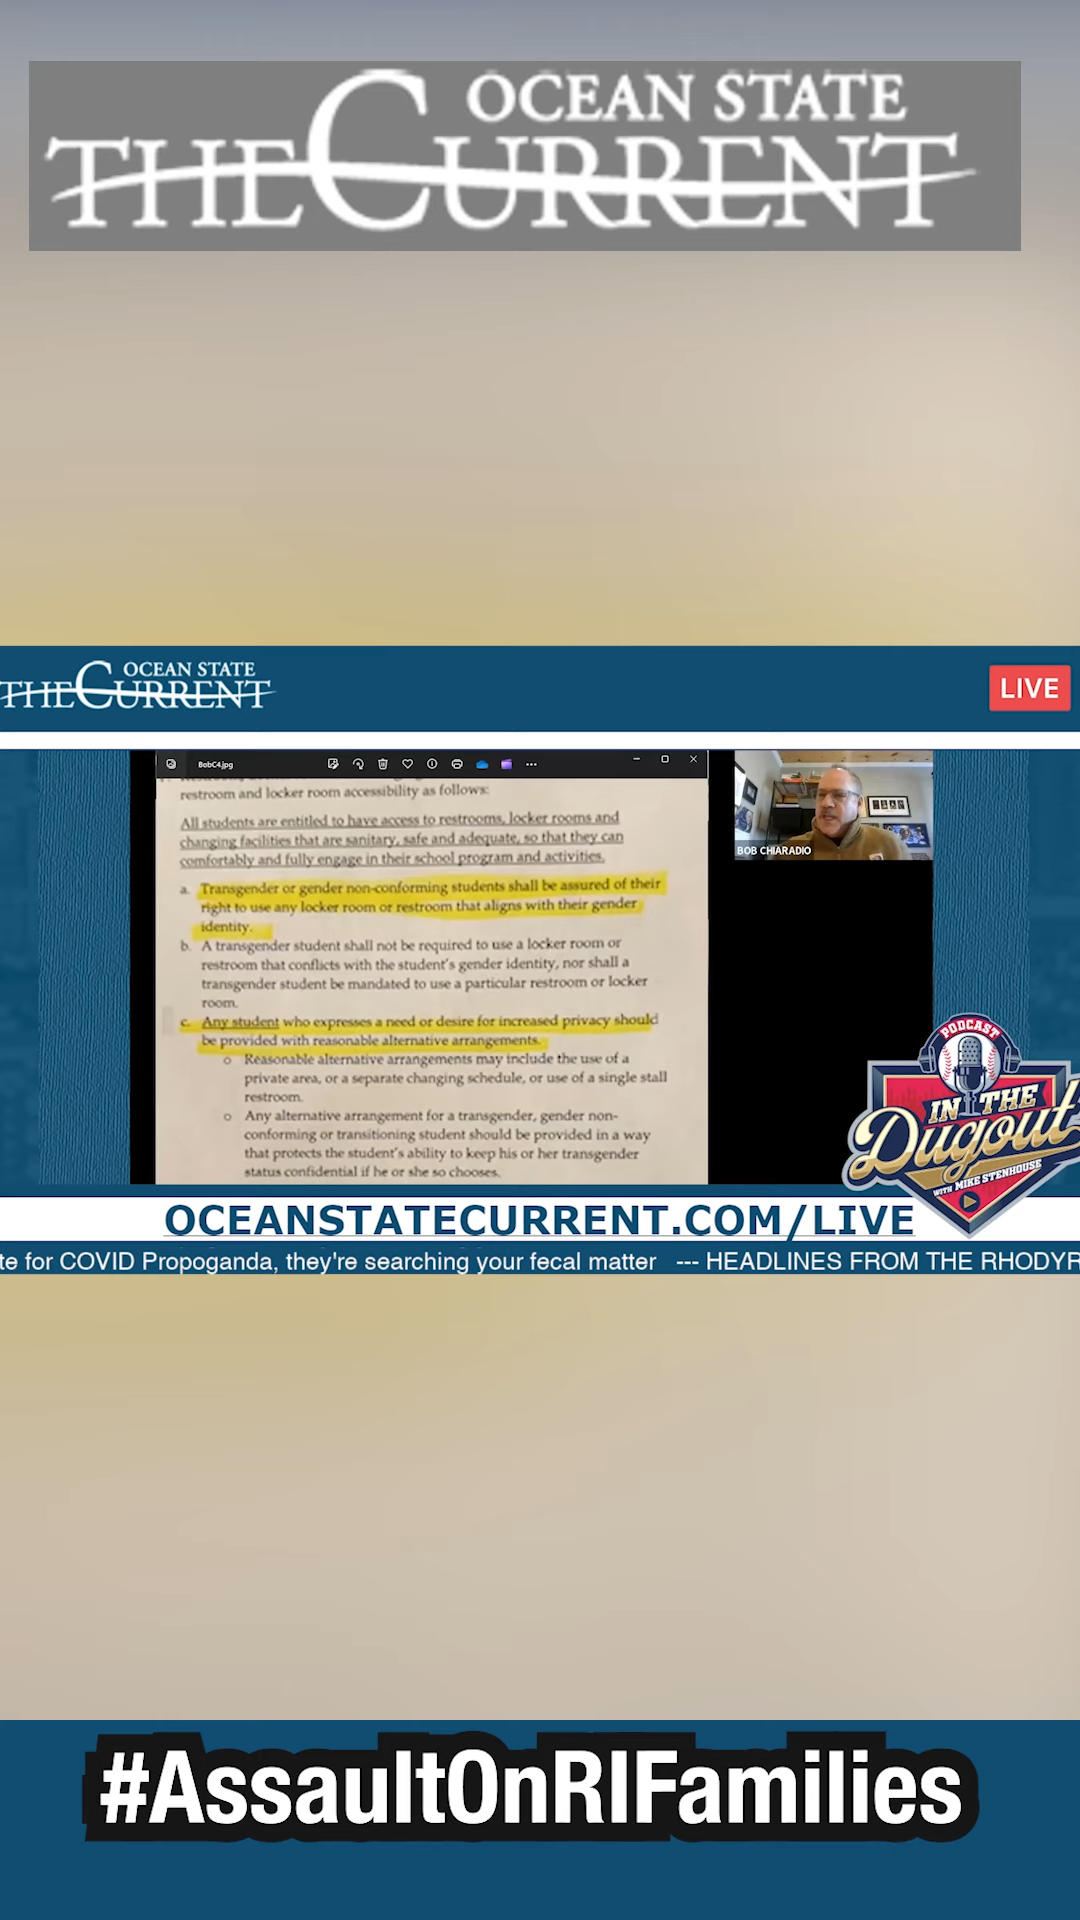 OCEAN STATE
THE CURRENT
OCEAN STATE
THE CURRENT
LIVE
BobC4.jpg
restroom and locker room accessibility as follows:
All students are entitled to have access to restrooms, locker rooms and
changing facilities that are sanitary, safe and adequate, so that they can
comfortably and fully engage in their school program and activities.
a. Transgender or gender non-conforming students shall be assured of their
right to use any locker room or restroom that aligns with their gender
identity.
b. A transgender student shall not be required to use a locker room or
restroom that conflicts with the student's gender identity, nor shall a
transgender student be mandated to use a particular restroom or locker
room.
c. Any student who expresses a need or desire for increased privacy should
be provided with reasonable alternative arrangements.
o Reasonable alternative arrangements may include the use of a
private area, or a separate changing schedule, or use of a single stall
restroom.
o Any alternative arrangement for a transgender, gender non-
conforming or transitioning student should be provided in a way
that protects the student's ability to keep his or her transgender
status confidential if he or she so chooses.
BOB CHIARADIO
PODCAST
IN THE
Dugout
WITH MIKE STENHOUSE
OCEANSTATECURRENT.COM/LIVE
te for COVID Propoganda, they're searching your fecal matter --- HEADLINES FROM THE RHODYR
#AssaultOnRIFamilies